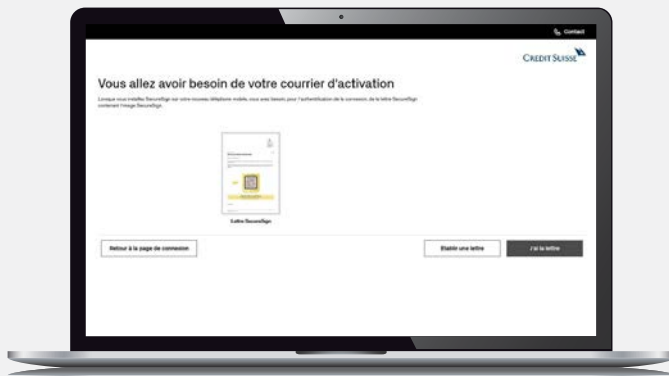 Contact
CREDIT SUISSE
Vous allez avoir besoin de votre courrier d'activation
Lorsque vous installez SecureSign sur votre nouveau téléphone mobile, vous avez besoin, pour l'authentification de la connexion, de la lettre SecureSign
contenant l'image SecureSign.
Lettre SecureSign
Retour à la page de connexion
Etablir une lettre
J'ai la lettre